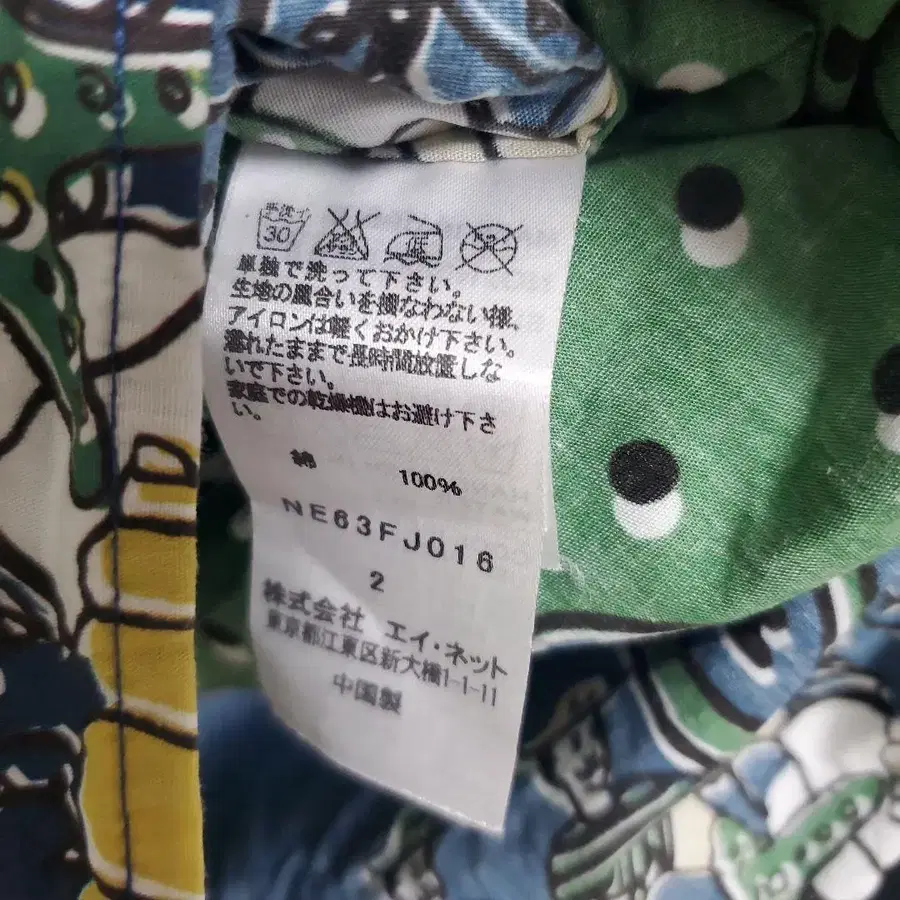 手洗イ
30
単独で洗って下さい。
生地の風合いを損なわない様、
アイロンは軽くおかけ下さい。
濡れたままで長時間放置しな
いで下さい。
家庭での乾燥機はお避け下さ
い。
綿 100%
NE63FJ016
2
株式会社 エイ・ネット
東京都江東区新大橋1-1-11
中国製